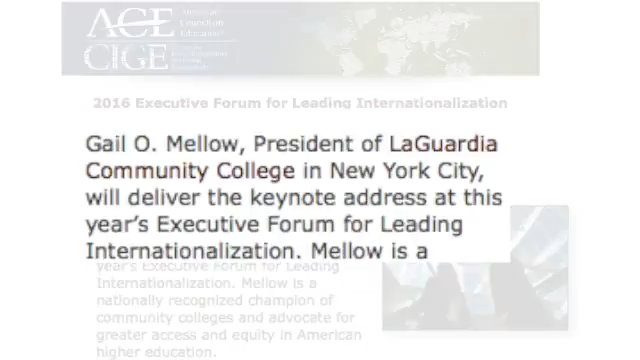 ACE
American
Council on
Education
CIGE
2016 Executive Forum for Leading Internationalization
Gail O. Mellow, President of LaGuardia
Community College in New York City,
will deliver the keynote address at this
year's Executive Forum for Leading
Internationalization. Mellow is a
year's Executive Forum for Leading
Internationalization. Mellow is a
nationally recognized champion of
community colleges and advocate for
greater access and equity in American
higher education.